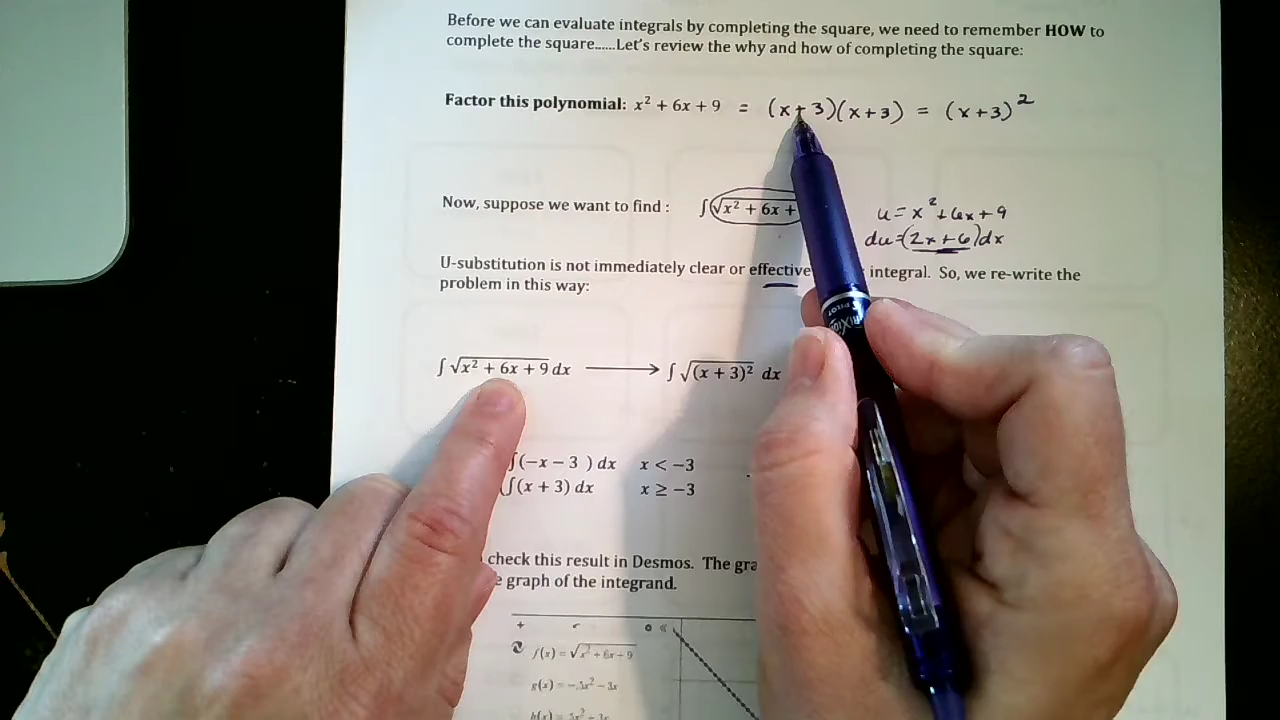 Before we can evaluate integrals by completing the square, we need to remember HOW to
complete the square......Let's review the why and how of completing the square:
Factor this polynomial: x² + 6x + 9 = (x+3)(x+3) = (x+3)²
Now, suppose we want to find : ∫√x² + 6x + u = x²+6x+9
du=(2x+6)dx
U-substitution is not immediately clear or effective integral. So, we re-write the
problem in this way:
∫√x² + 6x + 9 dx ⟶ ∫√(x + 3)² dx
∫(−x − 3 ) dx x < −3
∫(x + 3) dx x ≥ −3
check this result in Desmos. The
graph of the integrand.
f(x) = √x² + 6x + 9
g(x) = −.5x² − 3x
PILOT